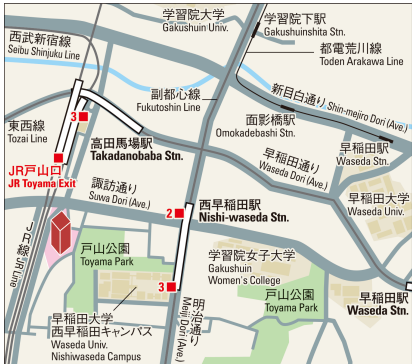 学習院大学
Gakushuin Univ.
学習院下駅
Gakushuinshita Stn.
西武新宿線
Seibu Shinjuku Line
都電荒川線
Toden Arakawa Line
副都心線
Fukutoshin Line
新目白通り Shin-mejiro Dori (Ave.)
3
面影橋駅
Omokadebashi Stn.
東西線
Tozai Line
高田馬場駅
Takadanobaba Stn.
早稲田通り
Waseda Dori (Ave.)
早稲田駅
Waseda Stn.
JR戸山口
JR Toyama Exit
諏訪通り
Suwa Dori (Ave.)
早稲田大学
Waseda Univ.
2
西早稲田駅
Nishi-waseda Stn.
JR線 JR Line
戸山公園
Toyama Park
学習院女子大学
Gakushuin
Women's College
3
戸山公園
Toyama Park
早稲田駅
Waseda Stn.
明治通り
Meiji Dori (Ave.)
早稲田大学
西早稲田キャンパス
Waseda Univ.
Nishiwaseda Campus